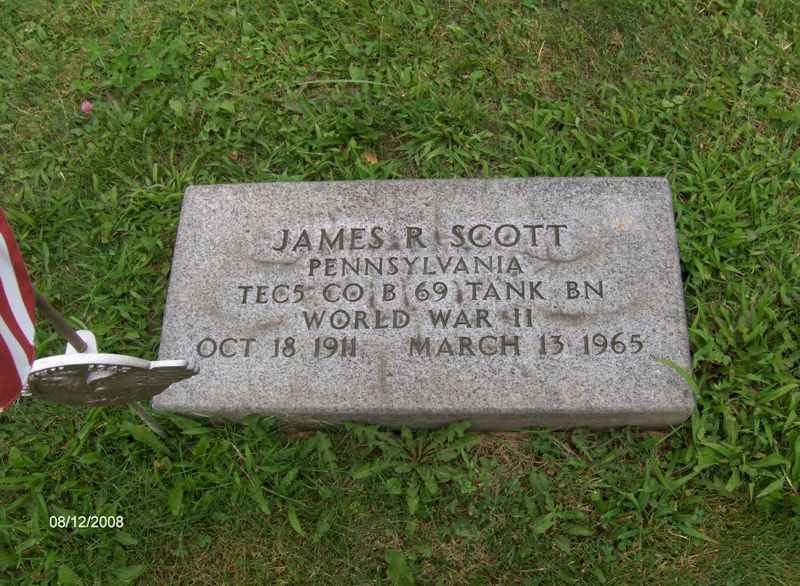 JAMES R SCOTT
PENNSYLVANIA
TEC5 CO B 69 TANK BN
WORLD WAR II
OCT 18 1911 MARCH 13 1965
08/12/2008